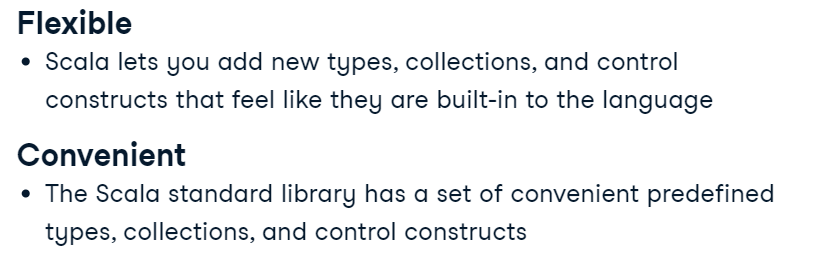 Flexible
• Scala lets you add new types, collections, and control
constructs that feel like they are built-in to the language
Convenient
• The Scala standard library has a set of convenient predefined
types, collections, and control constructs